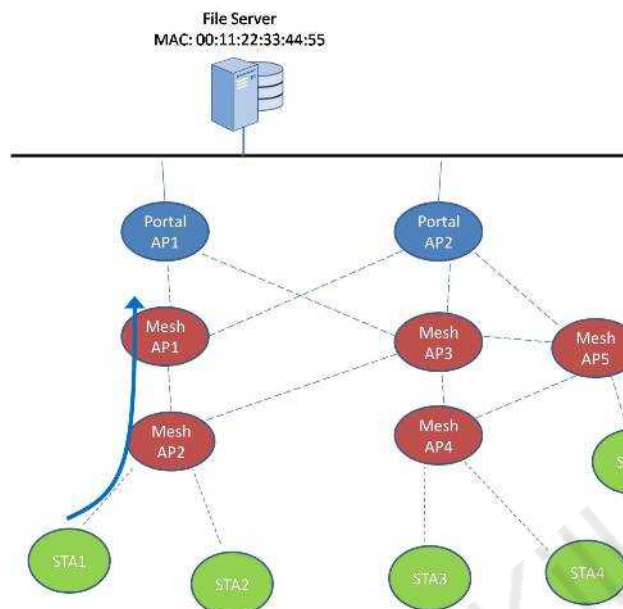 File Server
MAC: 00:11:22:33:44:55
Portal
AP1
Portal
AP2
Mesh
AP1
Mesh
AP3
Mesh
AP5
Mesh
AP2
Mesh
AP4
STA1
STA2
STA3
STA4